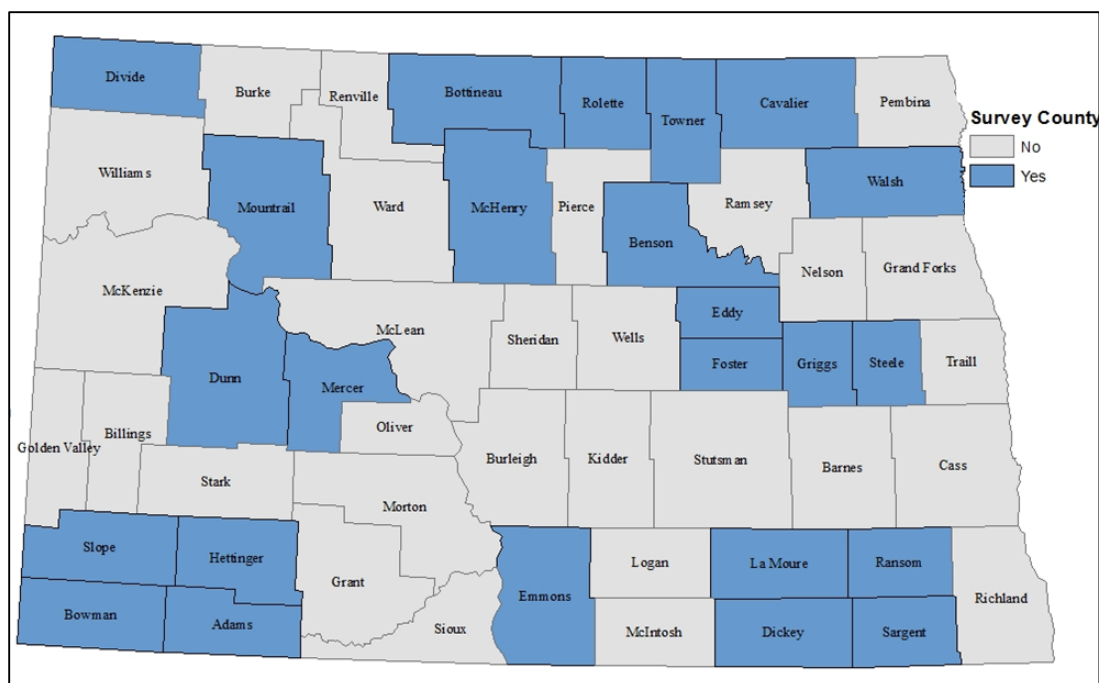 Divide
Burke
Renville
Bottineau
Rolette
Towner
Cavalier
Pembina
Survey County
No
Yes
Williams
Mountrail
Ward
McHenry
Pierce
Benson
Ramsey
Walsh
McKenzie
Nelson
Grand Forks
McLean
Sheridan
Wells
Eddy
Foster
Griggs
Steele
Traill
Dunn
Mercer
Oliver
Golden Valley
Billings
Stark
Burleigh
Kidder
Stutsman
Barnes
Cass
Morton
Slope
Hettinger
Grant
Emmons
Logan
La Moure
Ransom
Richland
Bowman
Adams
Sioux
McIntosh
Dickey
Sargent